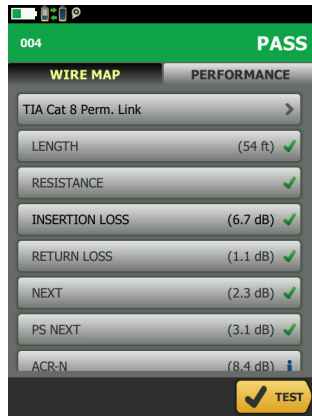 004 PASS
WIRE MAP PERFORMANCE
TIA Cat 8 Perm. Link
LENGTH (54 ft)
RESISTANCE
INSERTION LOSS (6.7 dB)
RETURN LOSS (1.1 dB)
NEXT (2.3 dB)
PS NEXT (3.1 dB)
ACR-N (8.4 dB) i
TEST